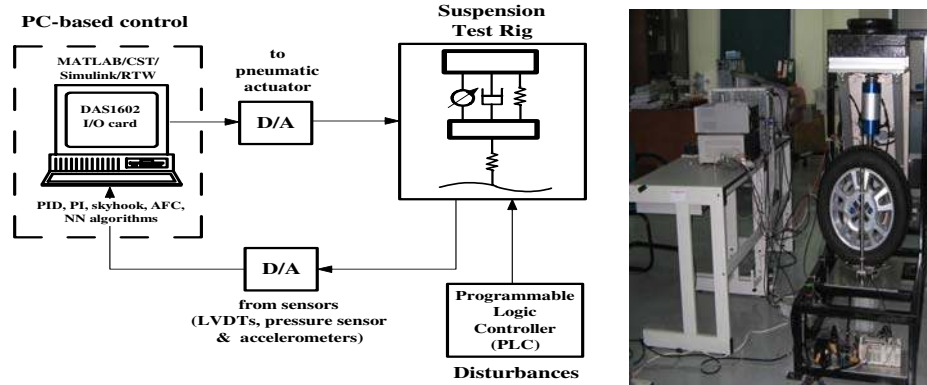 PC-based control
MATLAB/CST/
Simulink/RTW
DAS1602
I/O card
PID, PI, skyhook, AFC,
NN algorithms
to
pneumatic
actuator
D/A
Suspension
Test Rig
D/A
from sensors
(LVDTs, pressure sensor
& accelerometers)
Programmable
Logic
Controller
(PLC)
Disturbances